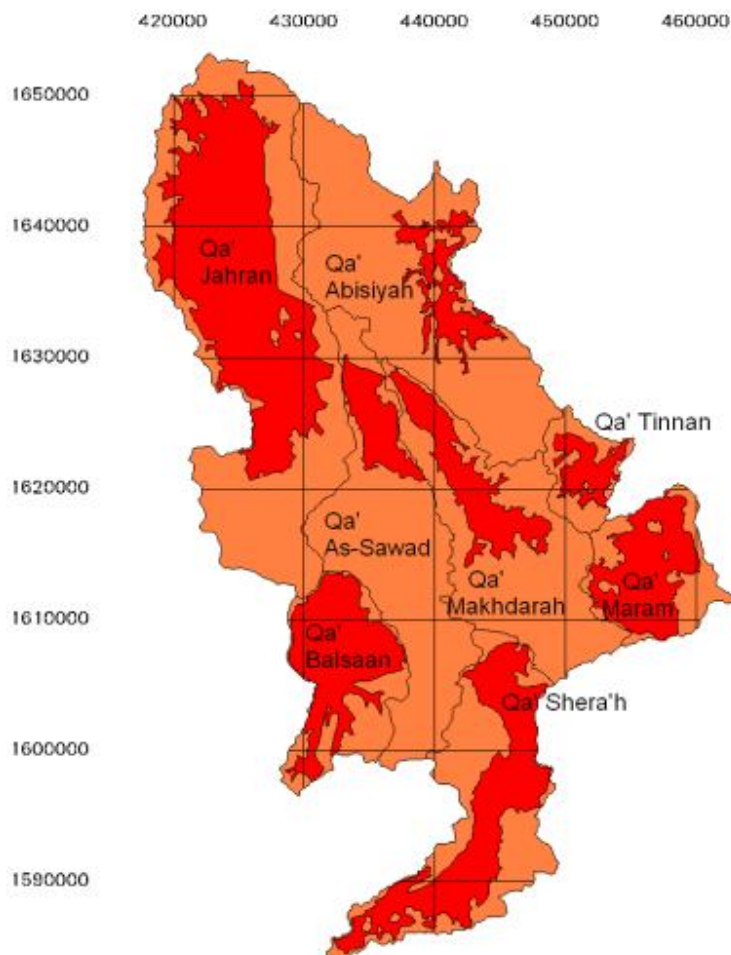 420000 430000 440000 450000 460000
1650000
1640000
Qa'
Jahran
Qa'
Abisiyah
1630000
Qa' Tinnan
1620000
Qa'
As-Sawad
Qa'
Makhdarah
Qa'
Maram
1610000
Qa'
Balsaan
Qa' Shera'h
1600000
1590000